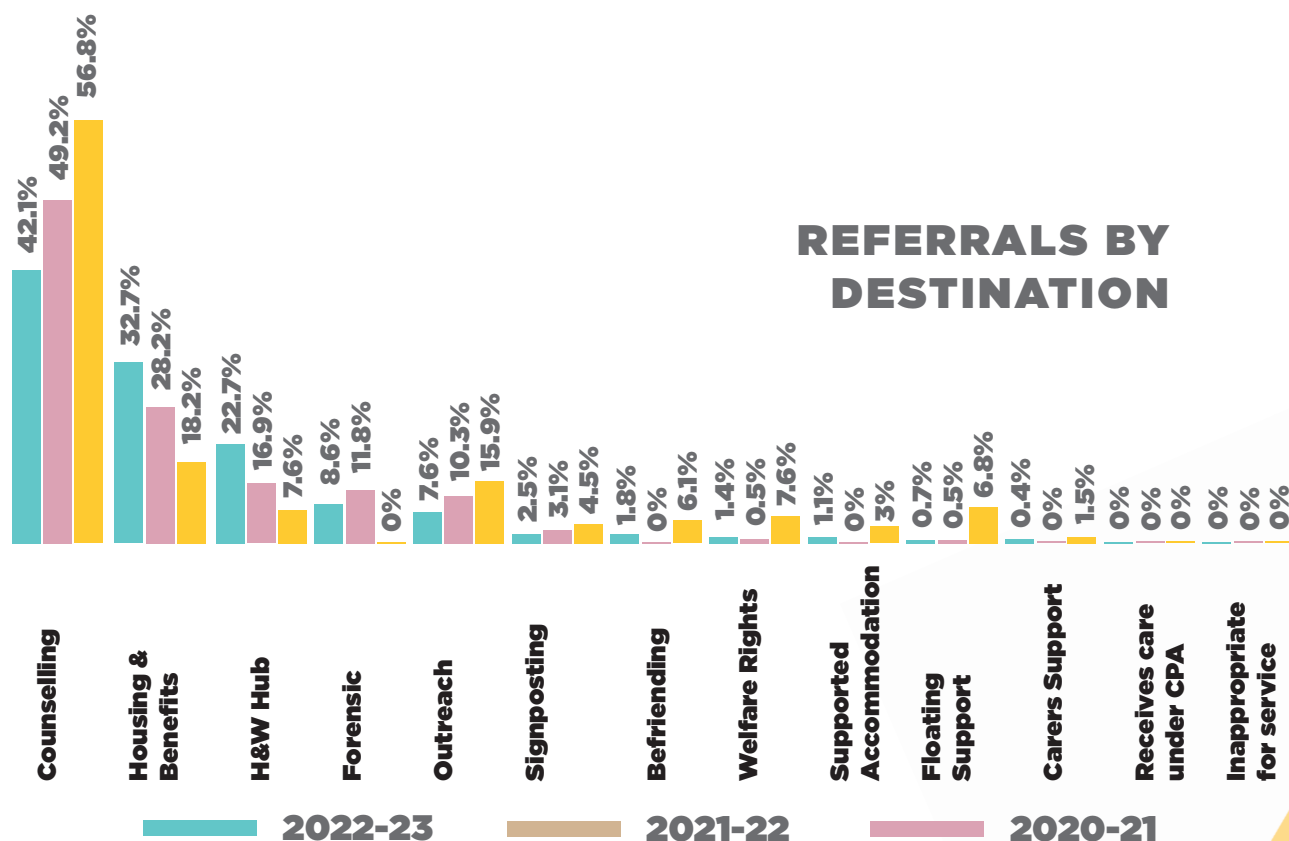 42.1%
49.2%
56.8%
32.7%
28.2%
18.2%
22.7%
16.9%
7.6%
8.6%
11.8%
0%
7.6%
10.3%
15.9%
2.5%
3.1%
4.5%
1.8%
0%
6.1%
1.4%
0.5%
7.6%
1.1%
0%
3%
0.7%
0.5%
6.8%
0.4%
0%
1.5%
0%
0%
0%
0%
0%
0%
REFERRALS BY
DESTINATION
Counselling
Housing &
Benefits
H&W Hub
Forensic
Outreach
Signposting
Befriending
Welfare Rights
Supported
Accommodation
Floating
Support
Carers Support
Receives care
under CPA
Inappropriate
for service
2022-23
2021-22
2020-21